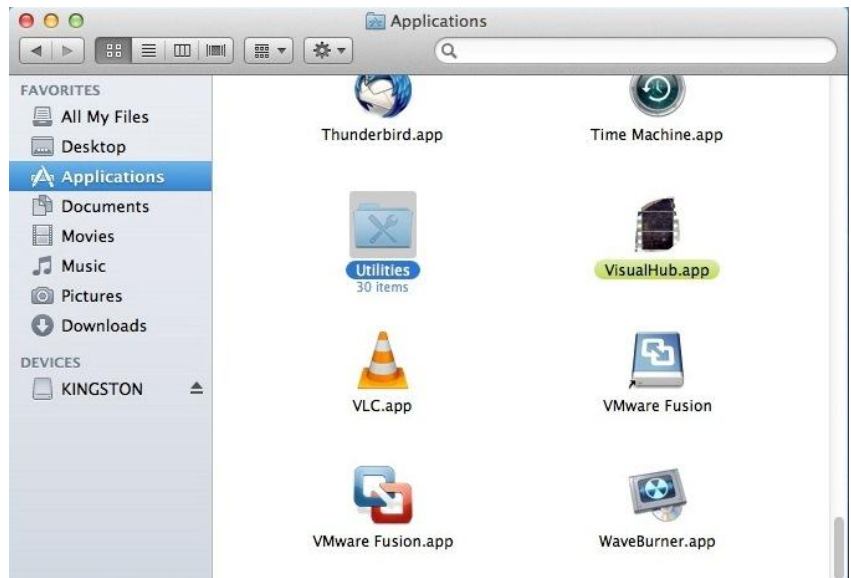 Applications
FAVORITES
All My Files
Desktop
Applications
Documents
Movies
Music
Pictures
Downloads
DEVICES
KINGSTON
Thunderbird.app
Time Machine.app
Utilities
30 items
VisualHub.app
VLC.app
VMware Fusion
VMware Fusion.app
WaveBurner.app